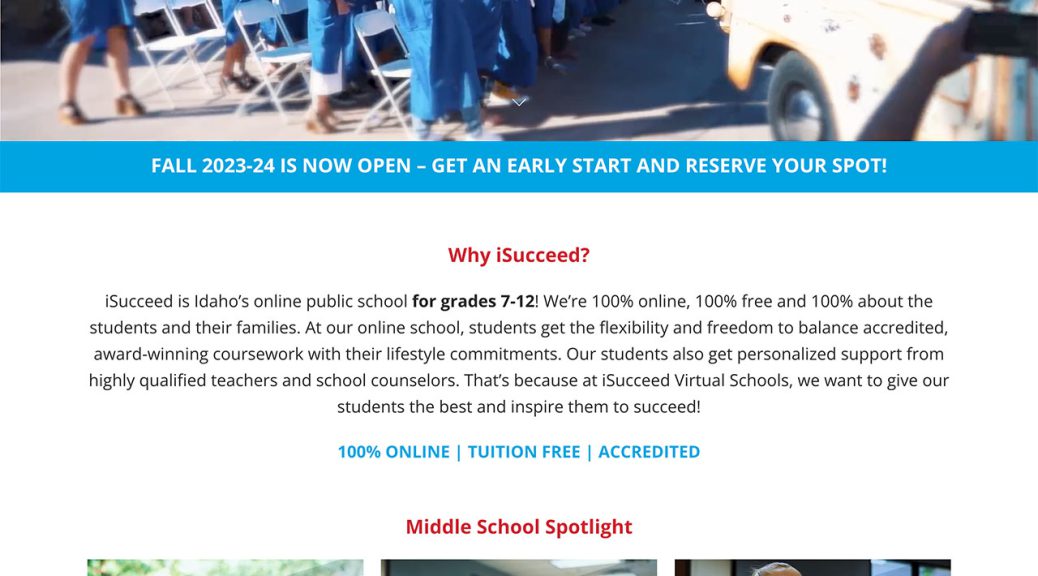 FALL 2023-24 IS NOW OPEN – GET AN EARLY START AND RESERVE YOUR SPOT!
Why iSucceed?
iSucceed is Idaho’s online public school for grades 7-12! We’re 100% online, 100% free and 100% about the
students and their families. At our online school, students get the flexibility and freedom to balance accredited,
award-winning coursework with their lifestyle commitments. Our students also get personalized support from
highly qualified teachers and school counselors. That’s because at iSucceed Virtual Schools, we want to give our
students the best and inspire them to succeed!
100% ONLINE | TUITION FREE | ACCREDITED
Middle School Spotlight